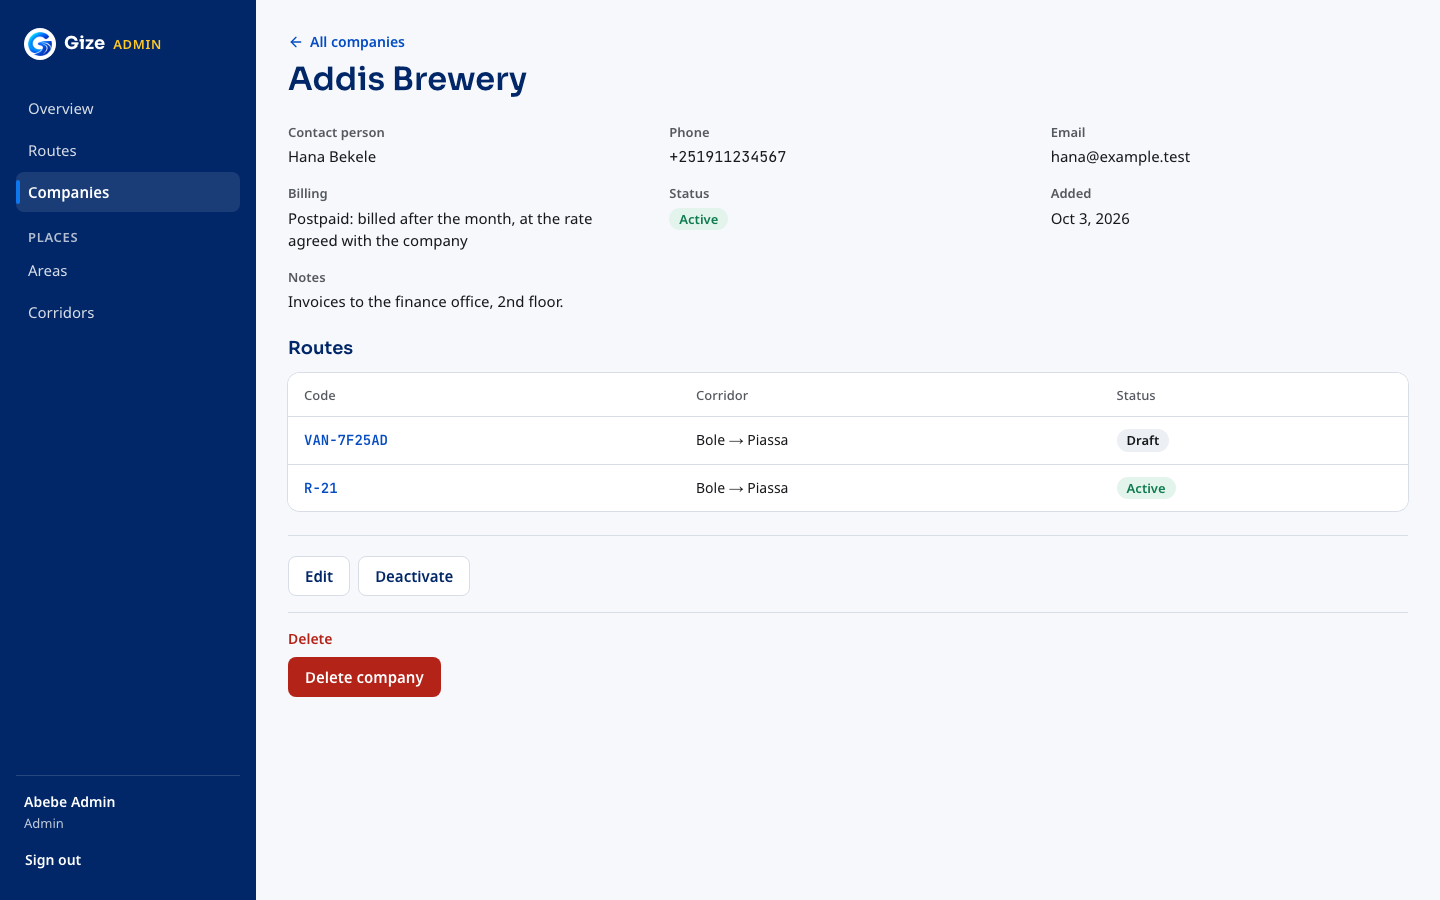 Gize ADMIN
Overview
Routes
Companies
PLACES
Areas
Corridors
Abebe Admin
Admin
Sign out
← All companies
Addis Brewery
Contact person
Hana Bekele
Phone
+251911234567
Email
hana@example.test
Billing
Postpaid: billed after the month, at the rate
agreed with the company
Status
Active
Added
Oct 3, 2026
Notes
Invoices to the finance office, 2nd floor.
Routes
Code Corridor Status
VAN-7F25AD Bole → Piassa Draft
R-21 Bole → Piassa Active
Edit Deactivate
Delete
Delete company